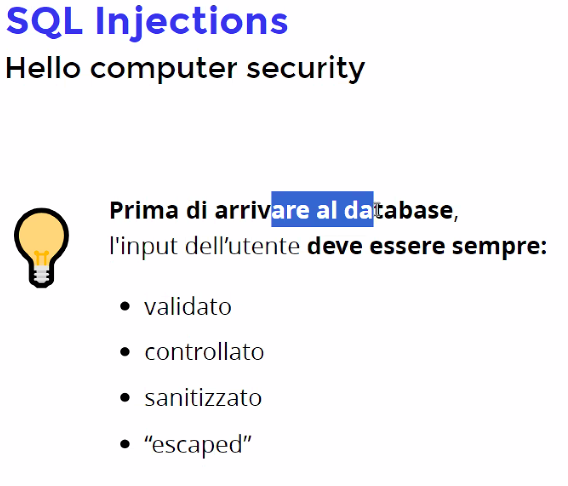 SQL Injections
Hello computer security
Prima di arrivare al database,
l'input dell’utente deve essere sempre:
• validato
• controllato
• sanitizzato
• “escaped”